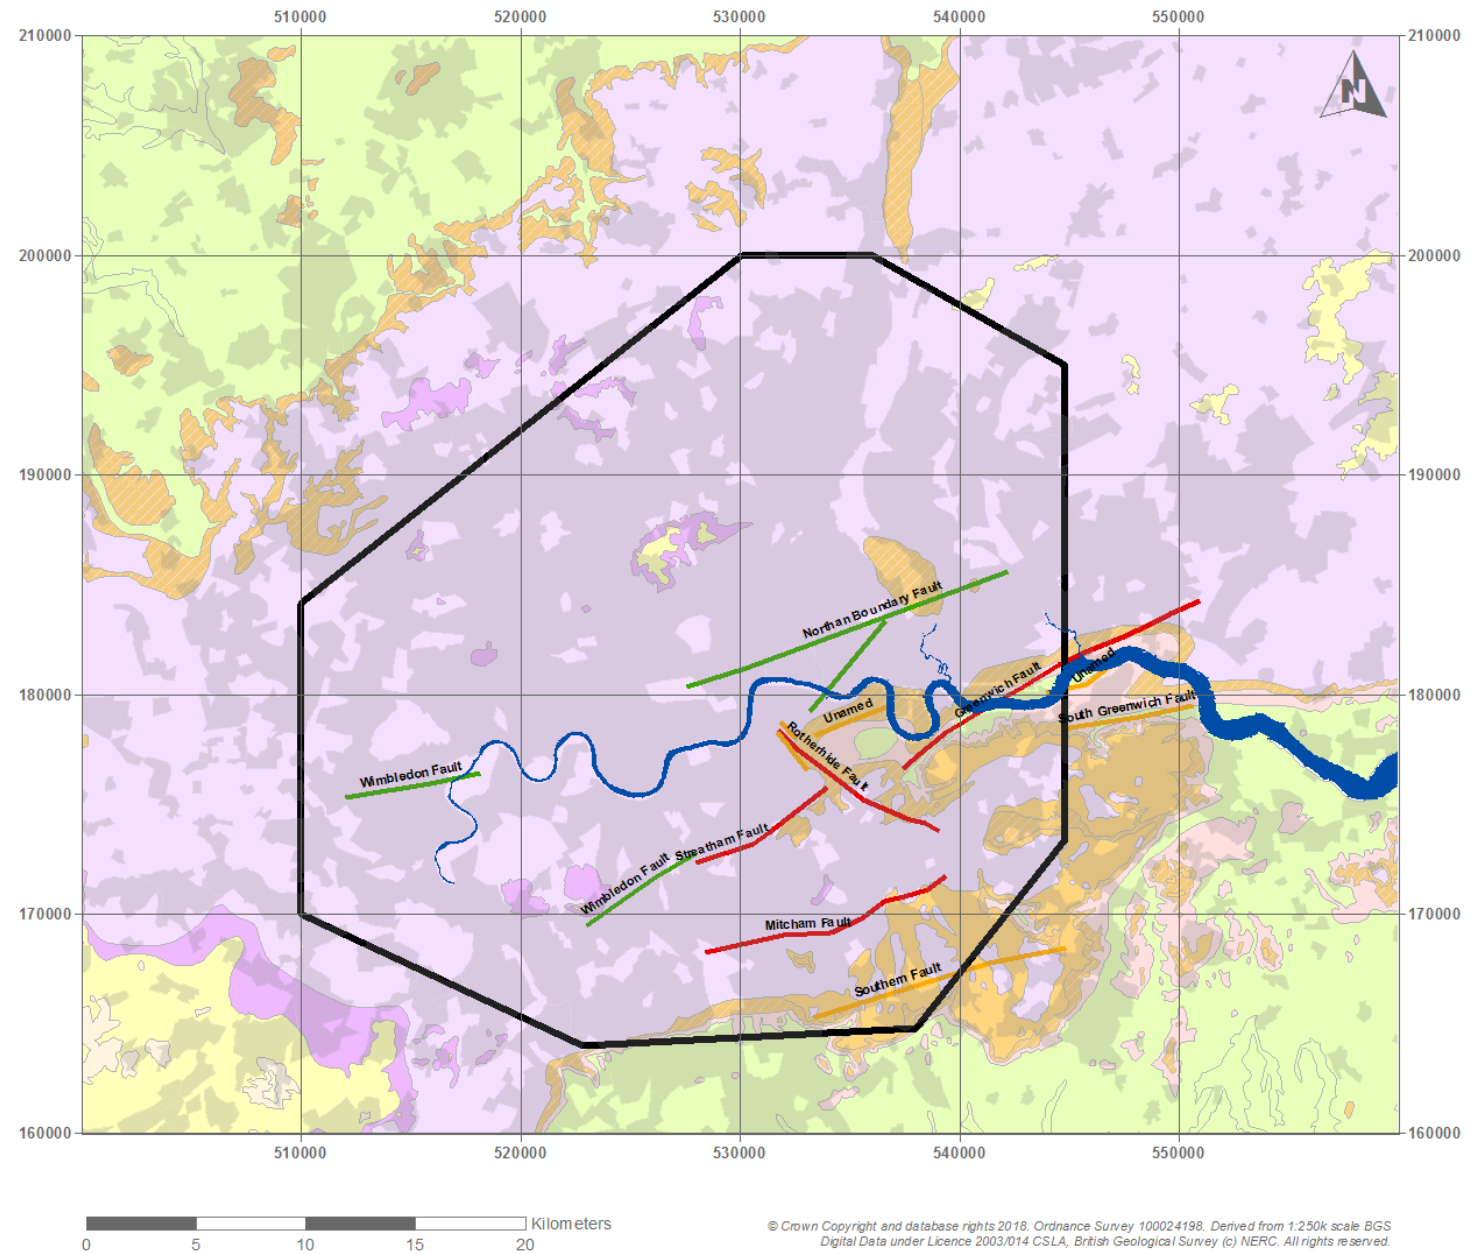 510000 520000 530000 540000 550000
210000 210000
N
200000 200000
190000 190000
Northan Boundary Fault
180000 180000
Unamed
Greenwich Fault
South Greenwich Fault
Unamed
Rotherhide Fault
Wimbledon Fault
Streatham Fault
Wimbledon Fault
170000 170000
Mitcham Fault
Southern Fault
160000 160000
510000 520000 530000 540000 550000
Kilometers
0 5 10 15 20
© Crown Copyright and database rights 2018. Ordnance Survey 100024198. Derived from 1:250k scale BGS
Digital Data under Licence 2003/014 CSLA, British Geological Survey (c) NERC. All rights reserved.